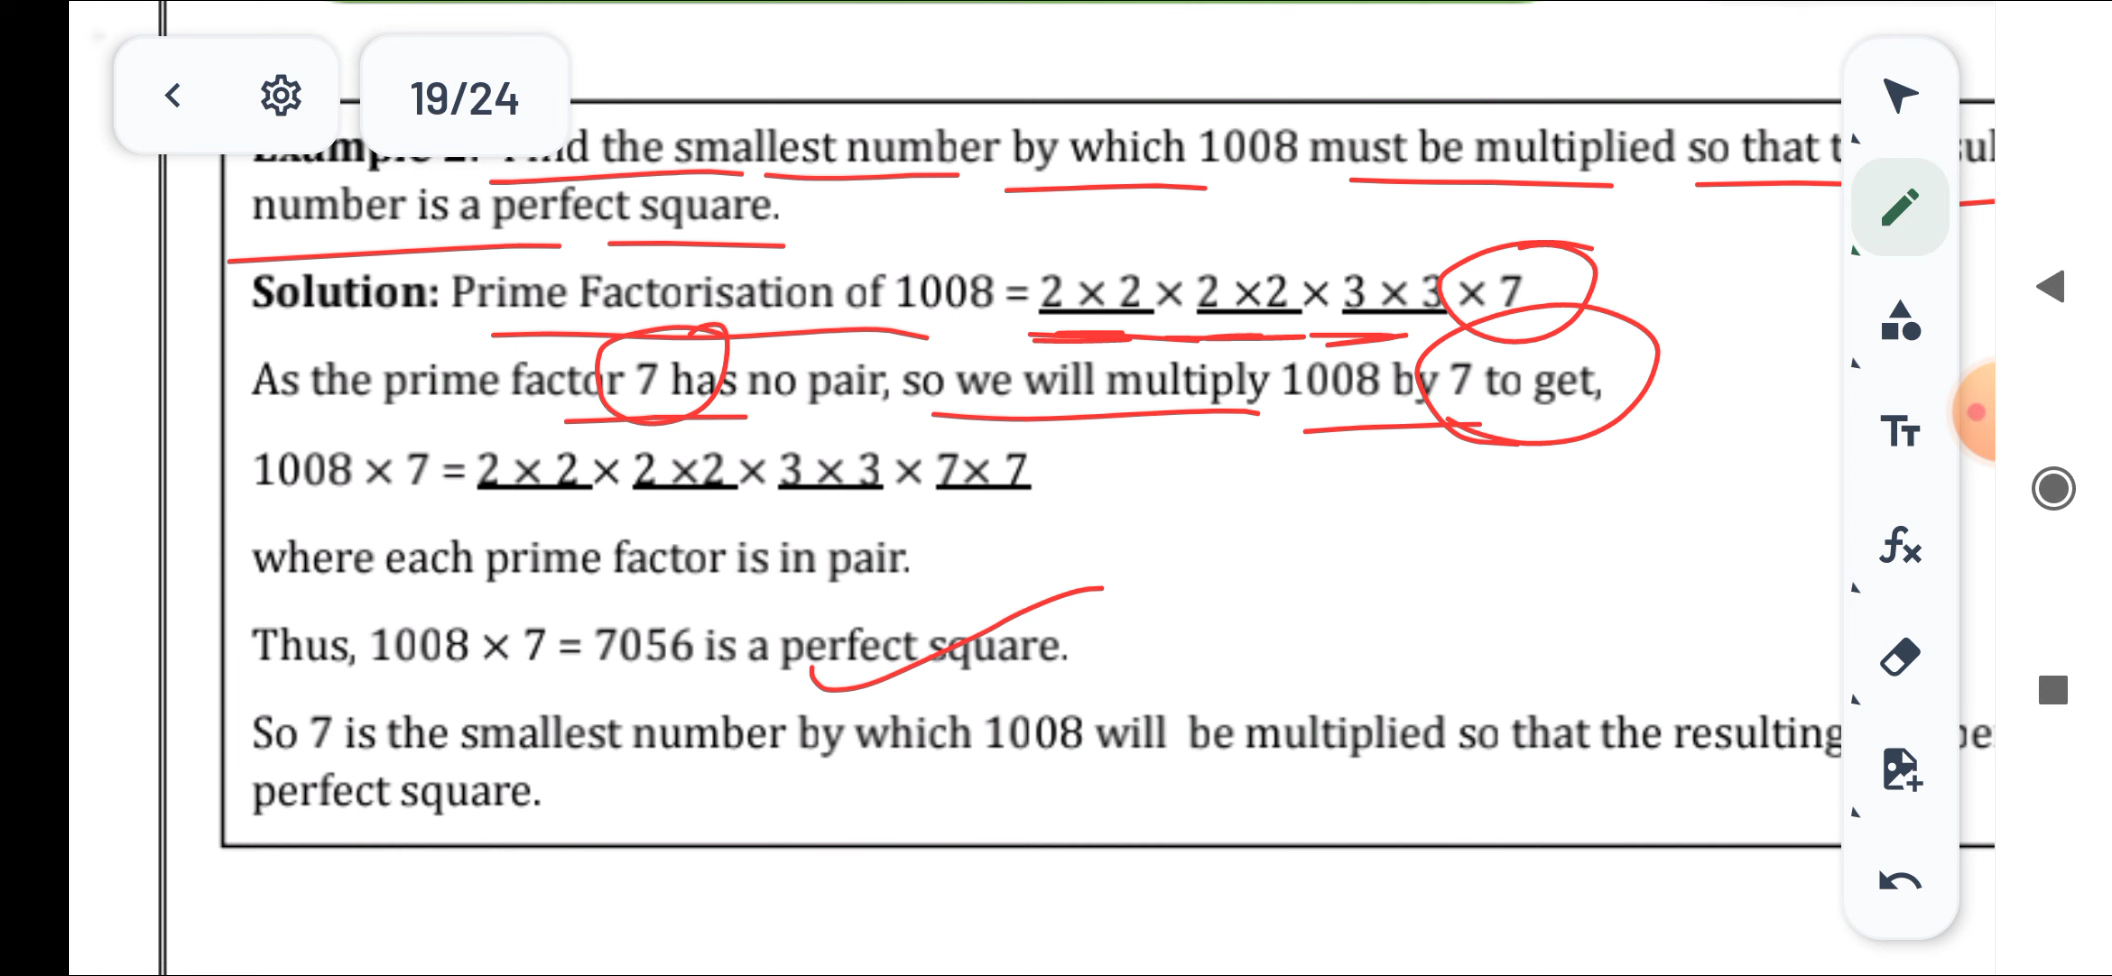 19/24
the smallest number by which 1008 must be multiplied so that
number is a perfect square.
Solution: Prime Factorisation of 1008 = 2 × 2 × 2 ×2 × 3 × 3 × 7
As the prime factor 7 has no pair, so we will multiply 1008 by 7 to get,
1008 × 7 = 2 × 2 × 2 ×2 × 3 × 3 × 7× 7
where each prime factor is in pair.
Thus, 1008 × 7 = 7056 is a perfect square.
So 7 is the smallest number by which 1008 will be multiplied so that the resulting
perfect square.
Tт
fx